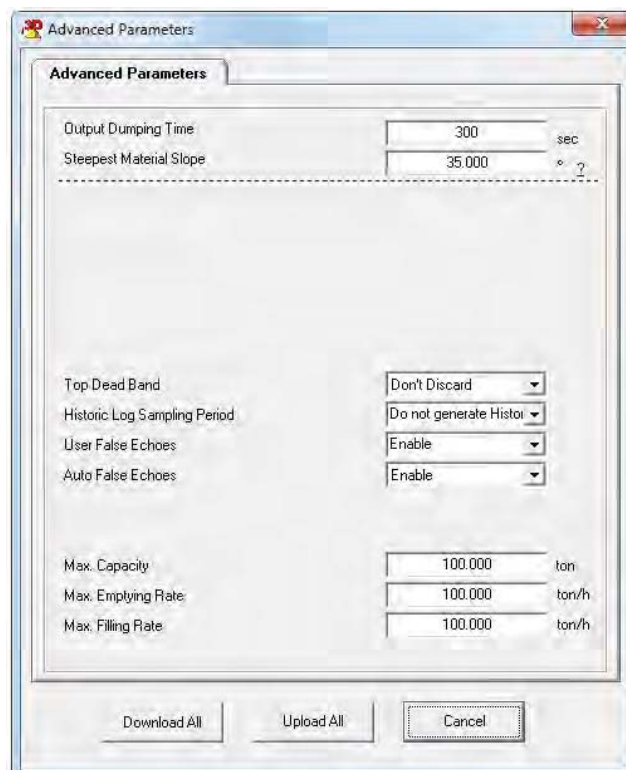 Advanced Parameters
Advanced Parameters
Output Dumping Time 300 sec
Steepest Material Slope 35.000 ° ?
Top Dead Band Don't Discard
Historic Log Sampling Period Do not generate Histor
User False Echoes Enable
Auto False Echoes Enable
Max. Capacity 100.000 ton
Max. Emptying Rate 100.000 ton/h
Max. Filling Rate 100.000 ton/h
Download All Upload All Cancel